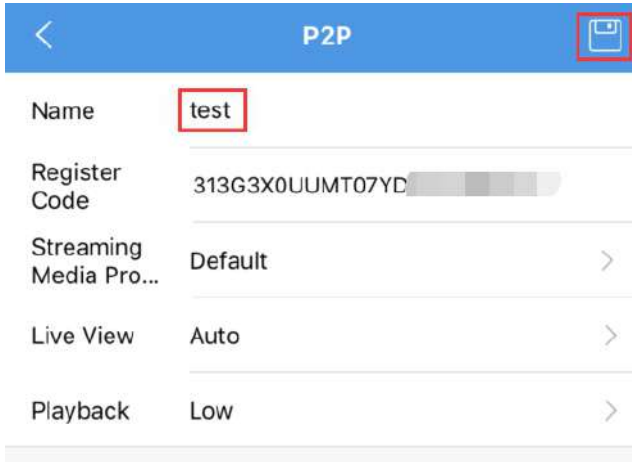 P2P
Name test
Register
Code
313G3X0UUMT07YD
Streaming
Media Pro...
Default
Live View Auto
Playback Low